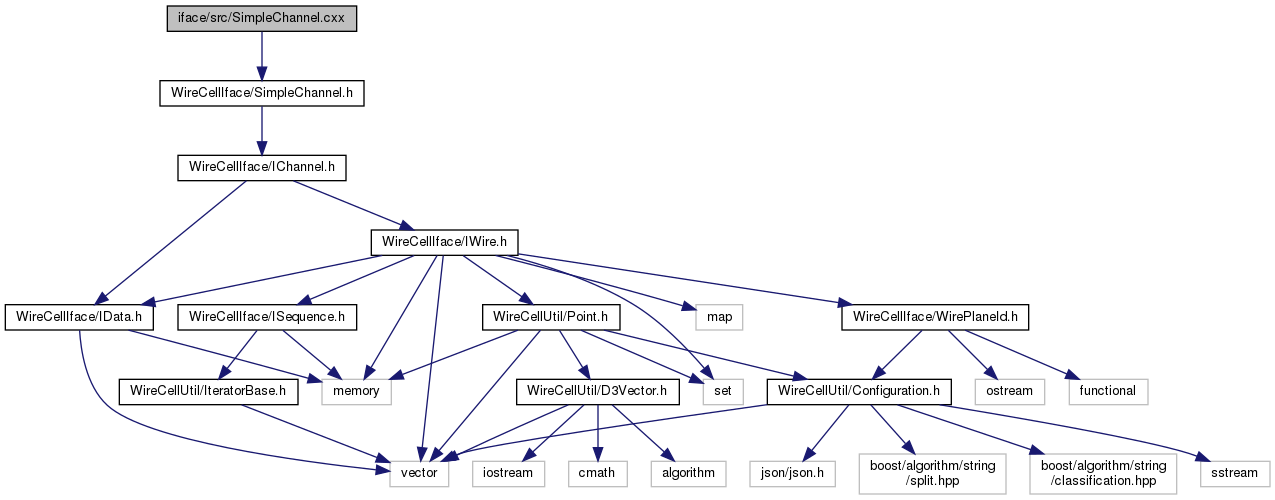 iface/src/SimpleChannel.cxx
WireCellIface/SimpleChannel.h
WireCellIface/IChannel.h
WireCellIface/IWire.h
WireCellIface/IData.h
WireCellIface/ISequence.h
WireCellUtil/Point.h
map
WireCellIface/WirePlaneId.h
WireCellUtil/IteratorBase.h
memory
WireCellUtil/D3Vector.h
set
WireCellUtil/Configuration.h
ostream
functional
vector
iostream
cmath
algorithm
json/json.h
boost/algorithm/string
/split.hpp
boost/algorithm/string
/classification.hpp
sstream